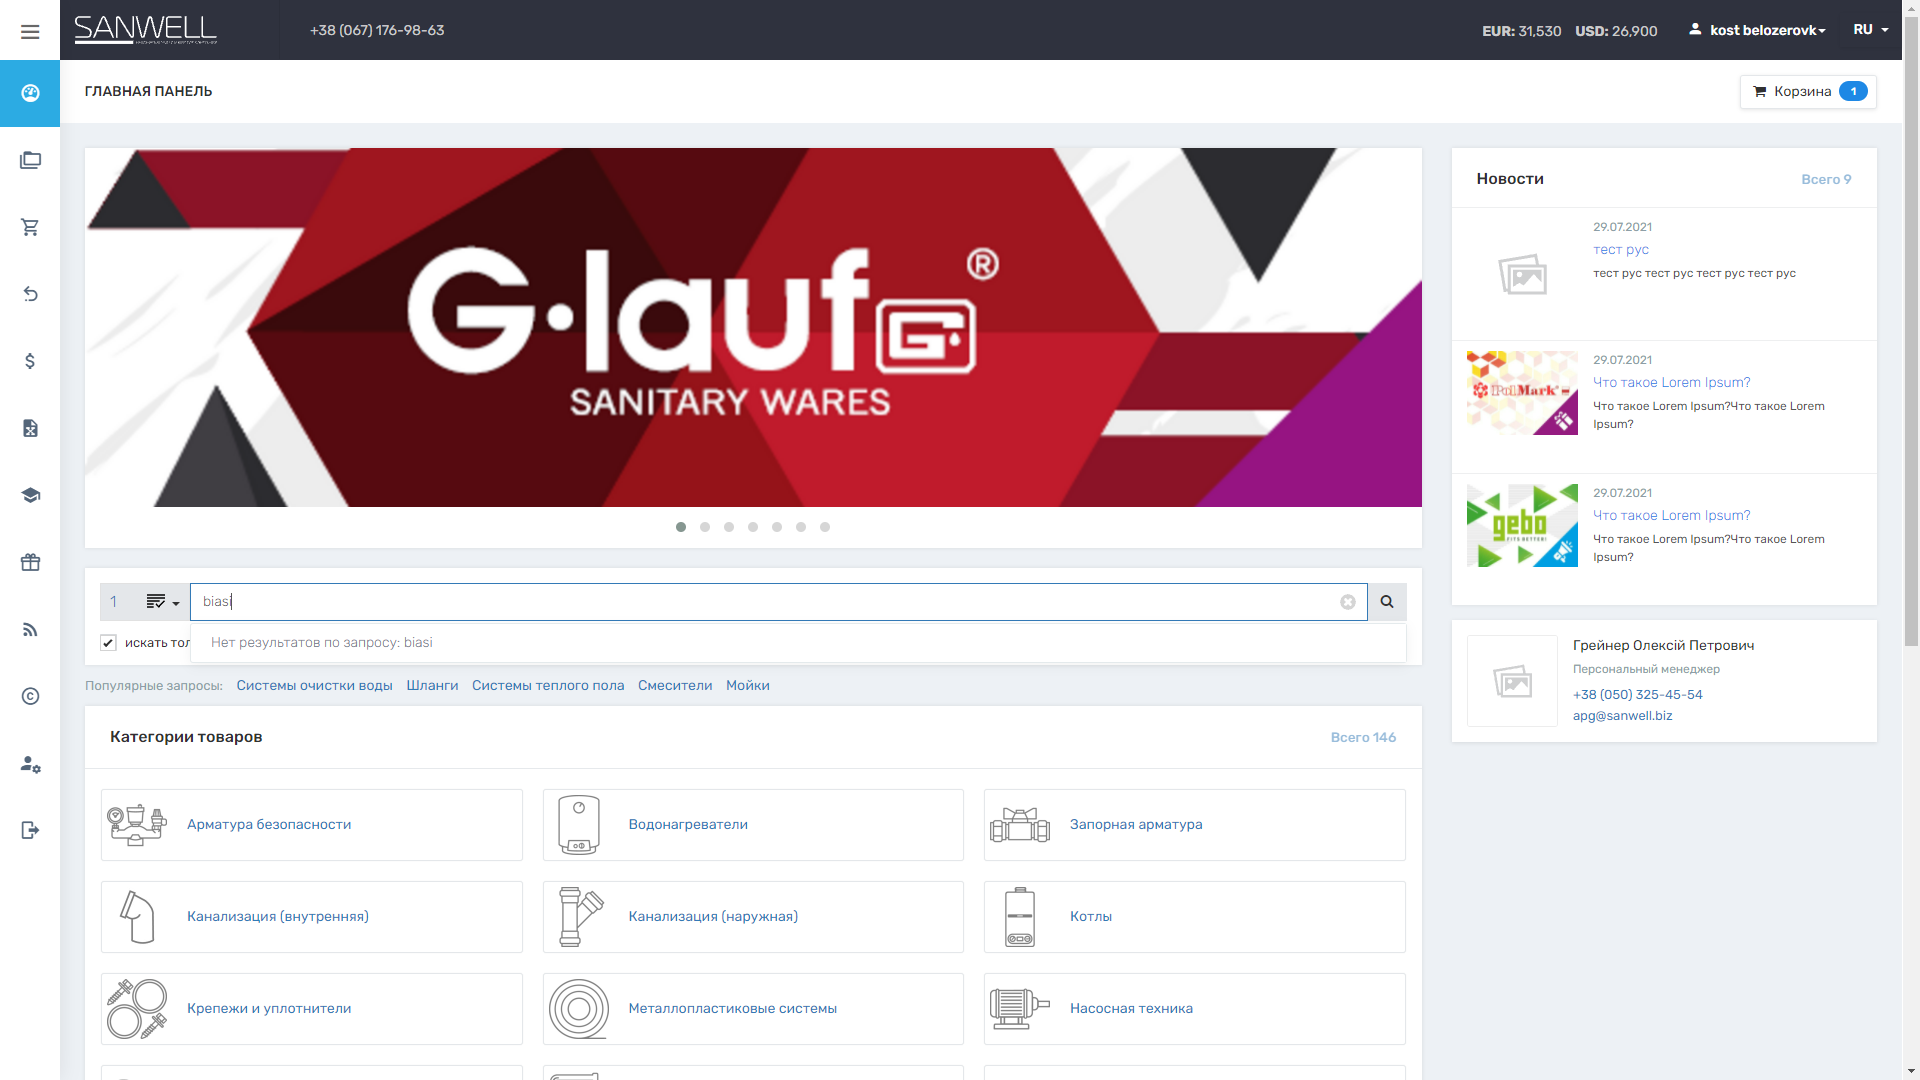 SANWELL
+38 (067) 176-98-63
EUR: 31,530 USD: 26,900
kost belozerovk
RU
ГЛАВНАЯ ПАНЕЛЬ
Корзина 1
G·lauf ®
SANITARY WARES
1
biasi
искать тол
Нет результатов по запросу: biasi
Популярные запросы: Системы очистки воды Шланги Системы теплого пола Смесители Мойки
Категории товаров
Всего 146
Арматура безопасности
Водонагреватели
Запорная арматура
Канализация (внутренняя)
Канализация (наружная)
Котлы
Крепежи и уплотнители
Металлопластиковые системы
Насосная техника
Новости
Всего 9
29.07.2021
тест рус
тест рус тест рус тест рус тест рус
PolMark
29.07.2021
Что такое Lorem Ipsum?
Что такое Lorem Ipsum?Что такое Lorem
Ipsum?
gebo
29.07.2021
Что такое Lorem Ipsum?
Что такое Lorem Ipsum?Что такое Lorem
Ipsum?
Грейнер Олексій Петрович
Персональный менеджер
+38 (050) 325-45-54
apg@sanwell.biz